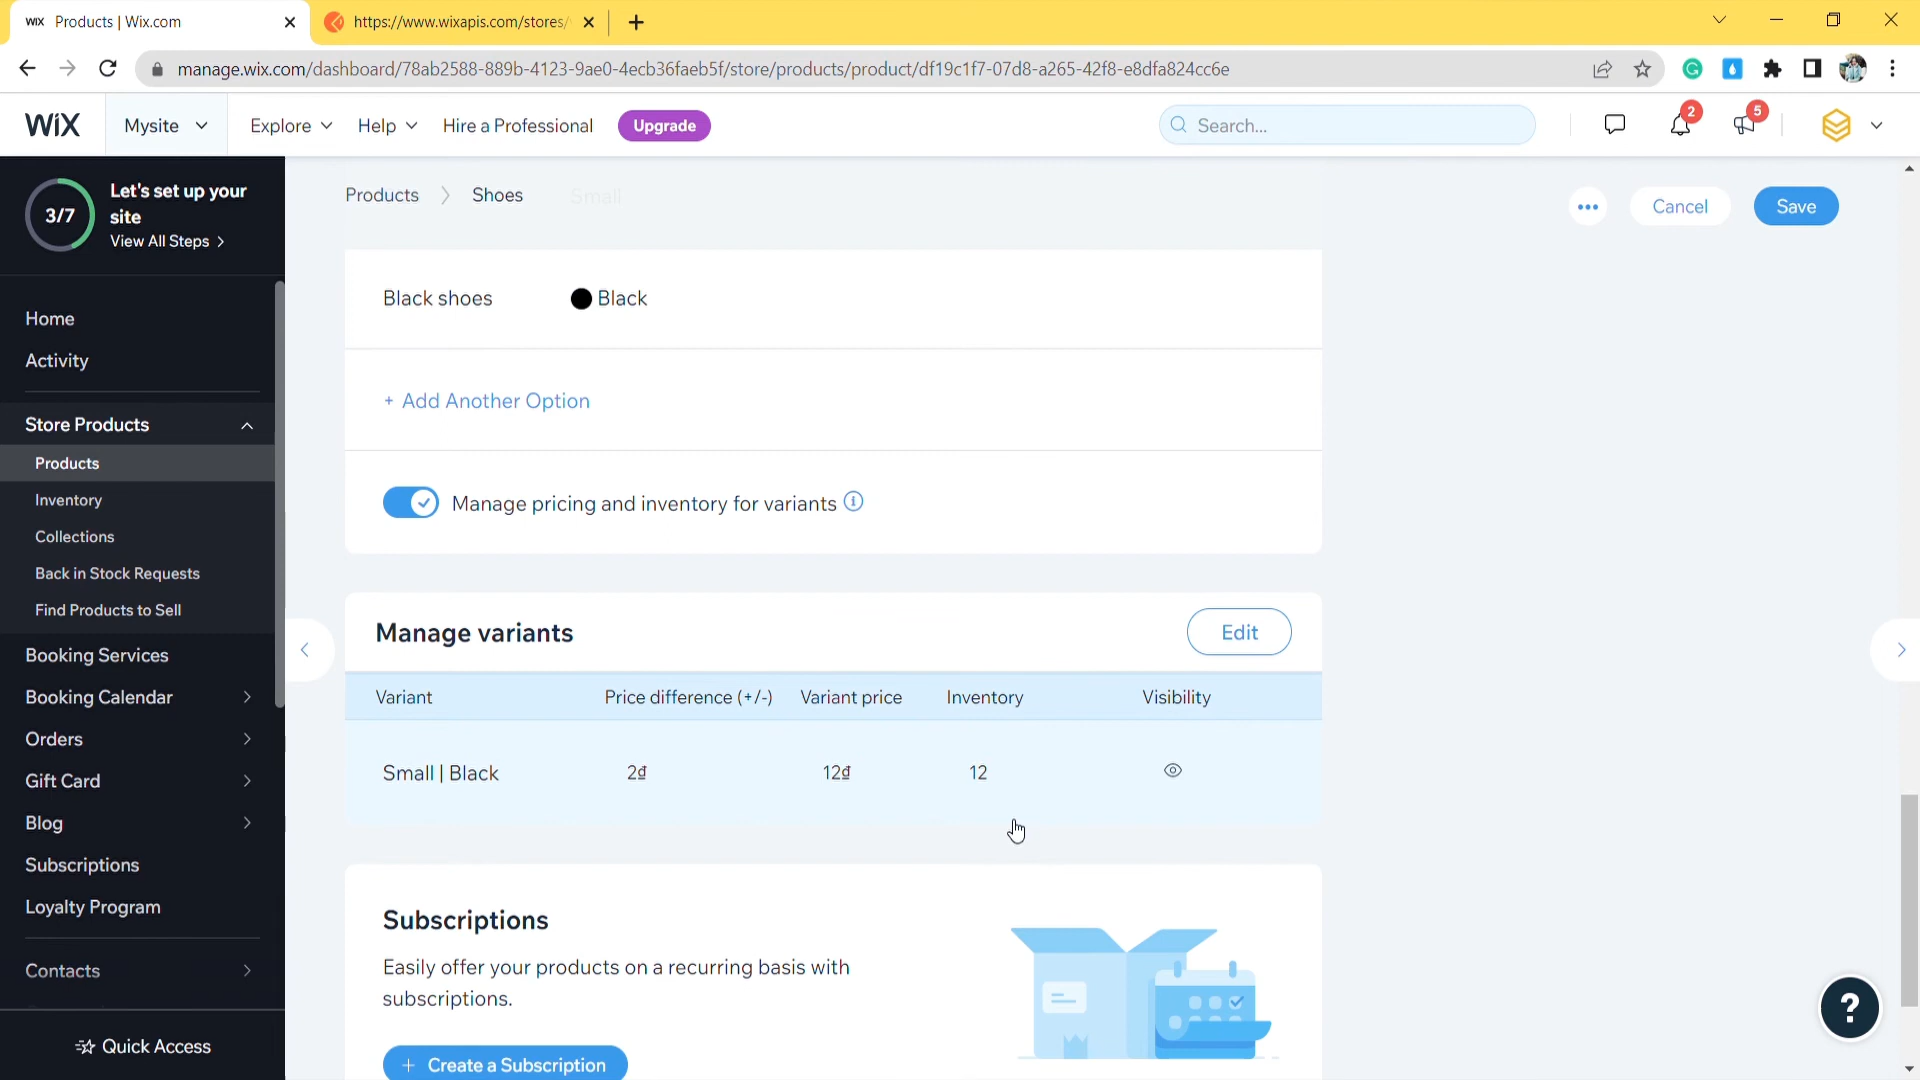 WiX Products | Wix.com
https://www.wixapis.com/stores/
manage.wix.com/dashboard/78ab2588-889b-4123-9ae0-4ecb36faeb5f/store/products/product/df19c1f7-07d8-a265-42f8-e8dfa824cc6e
WiX Mysite Explore Help Hire a Professional Upgrade Search... 2 5
Let's set up your
site
3/7
View All Steps
Home
Activity
Store Products
Products
Inventory
Collections
Back in Stock Requests
Find Products to Sell
Booking Services
Booking Calendar
Orders
Gift Card
Blog
Subscriptions
Loyalty Program
Contacts
Quick Access
Products Shoes Small
Cancel Save
Black shoes Black
+ Add Another Option
Manage pricing and inventory for variants
Manage variants Edit
Variant Price difference (+/-) Variant price Inventory Visibility
Small | Black 2₫ 12₫ 12
Subscriptions
Easily offer your products on a recurring basis with
subscriptions.
+ Create a Subscription
?